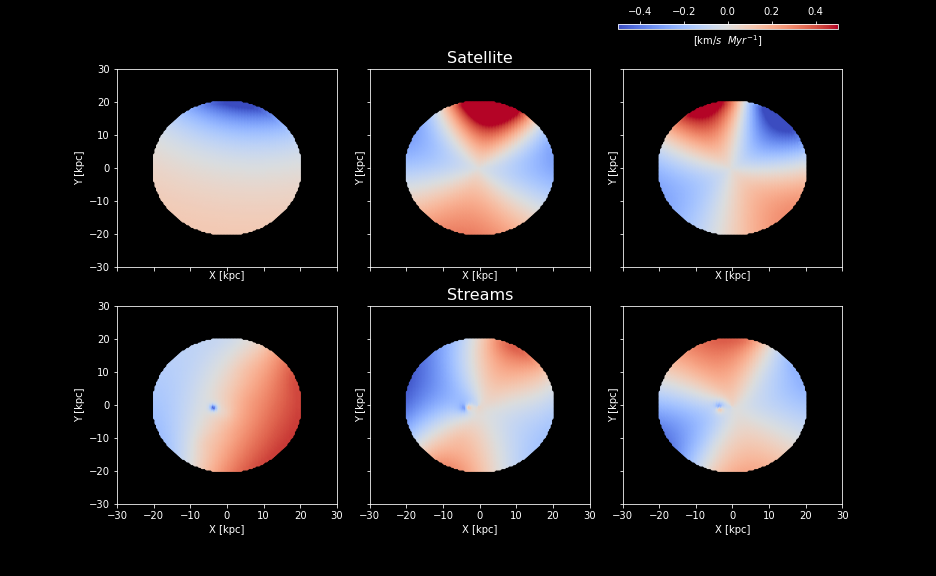 −0.4 −0.2 0.0 0.2 0.4
[km/s Myr⁻¹]
Satellite
30
20
10
0
−10
−20
−30
Y [kpc]
X [kpc]
Y [kpc]
X [kpc]
Y [kpc]
X [kpc]
Streams
30
20
10
0
−10
−20
−30
Y [kpc]
−30 −20 −10 0 10 20 30
X [kpc]
Y [kpc]
−30 −20 −10 0 10 20 30
X [kpc]
Y [kpc]
−30 −20 −10 0 10 20 30
X [kpc]